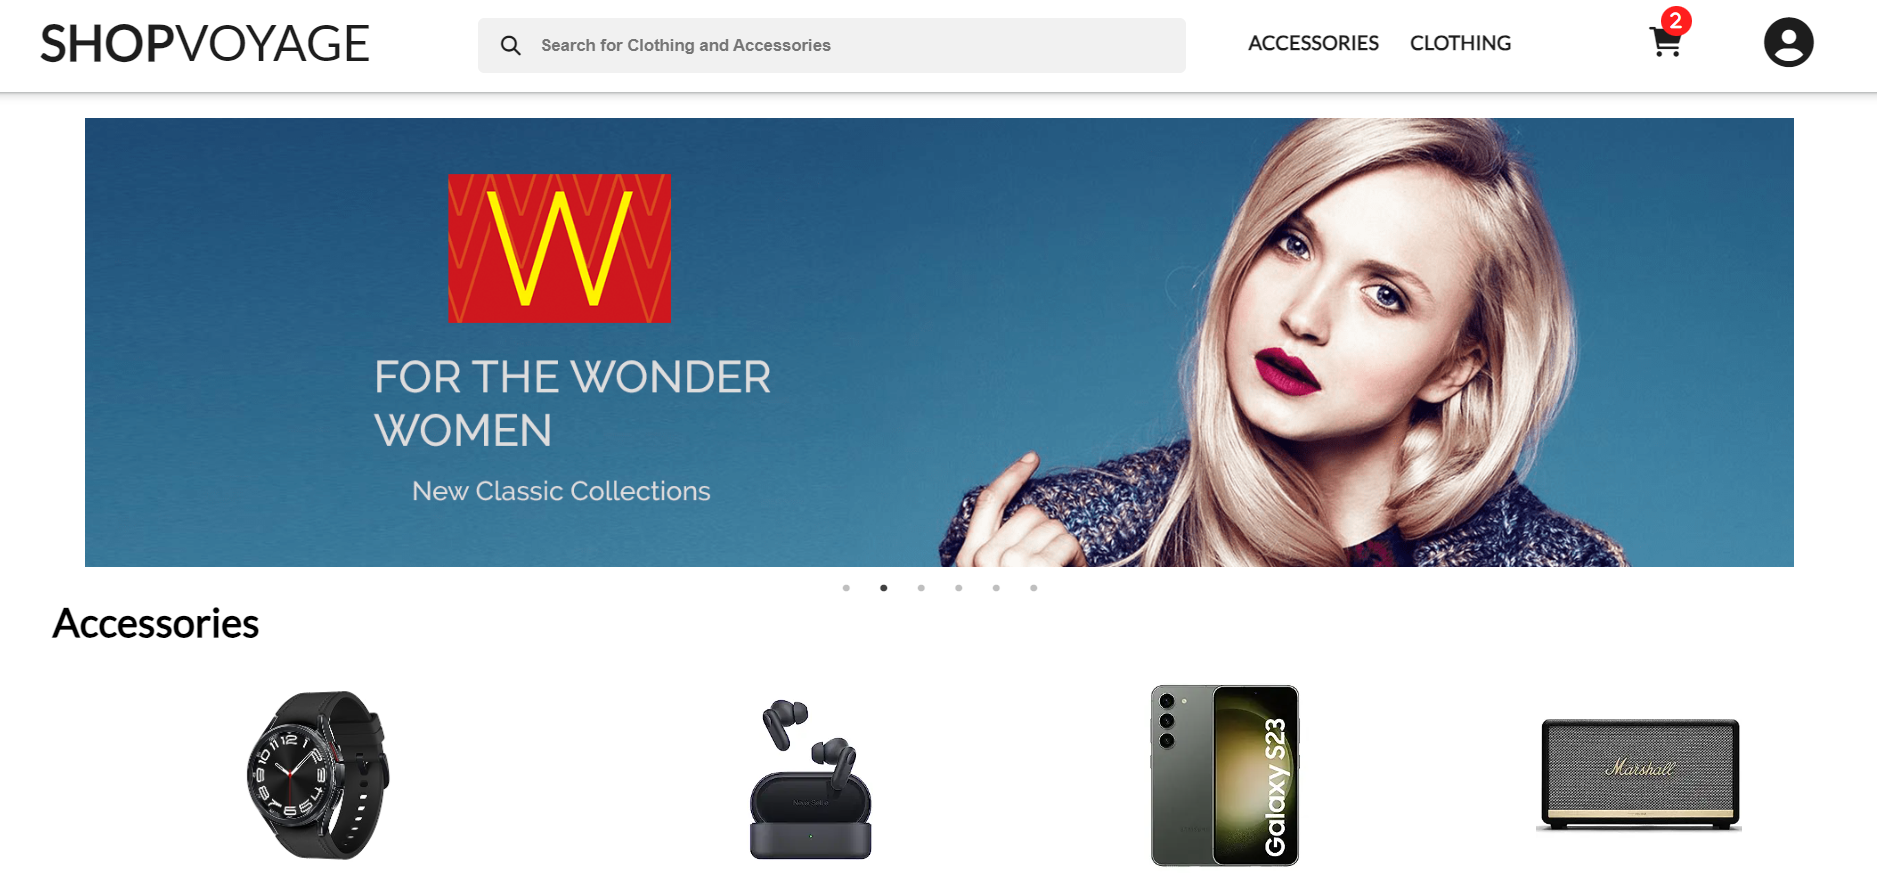 SHOPVOYAGE
Search for Clothing and Accessories
ACCESSORIES
CLOTHING
2
W
FOR THE WONDER
WOMEN
New Classic Collections
Accessories
Galaxy S23
Marshall